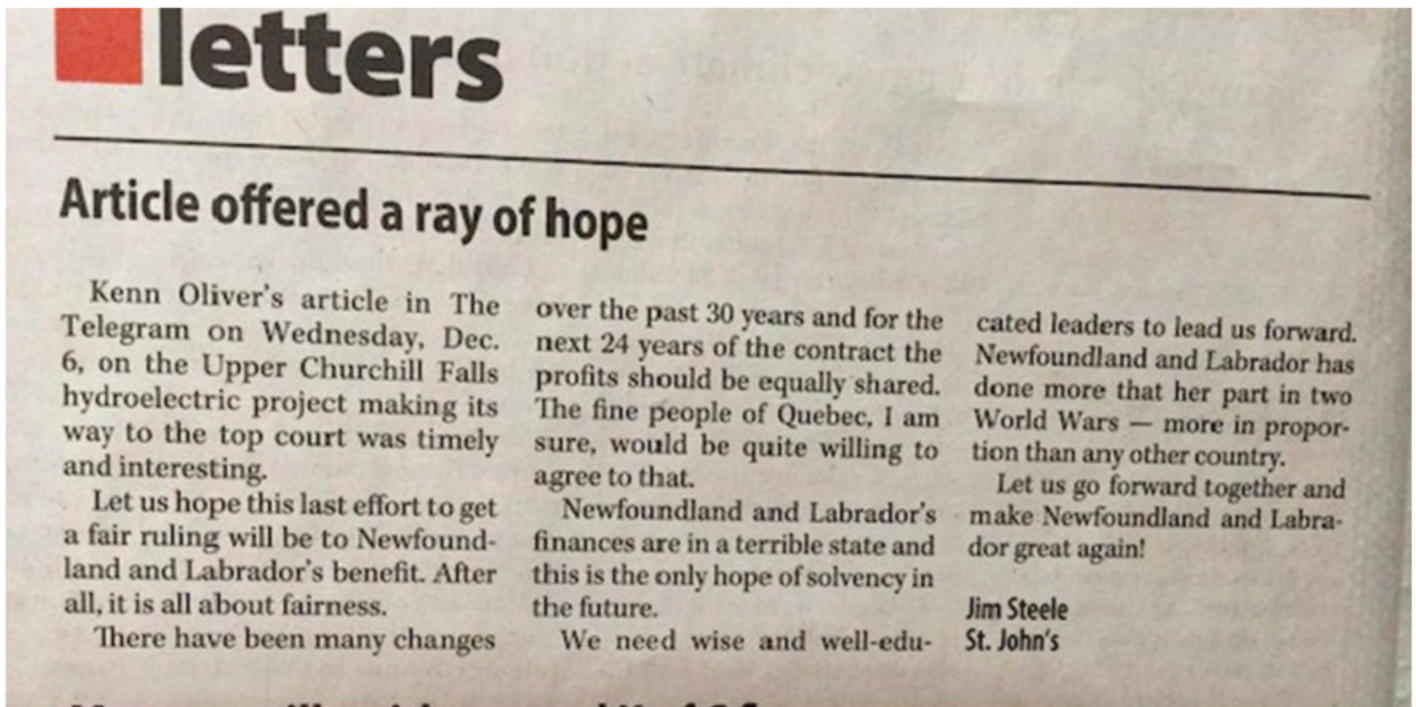 letters
Article offered a ray of hope
Kenn Oliver's article in The
Telegram on Wednesday, Dec.
6, on the Upper Churchill Falls
hydroelectric project making its
way to the top court was timely
and interesting.
Let us hope this last effort to get
a fair ruling will be to Newfound-
land and Labrador's benefit. After
all, it is all about fairness.
There have been many changes
over the past 30 years and for the
next 24 years of the contract the
profits should be equally shared.
The fine people of Quebec, I am
sure, would be quite willing to
agree to that.
Newfoundland and Labrador's
finances are in a terrible state and
this is the only hope of solvency in
the future.
We need wise and well-edu-
cated leaders to lead us forward.
Newfoundland and Labrador has
done more that her part in two
World Wars — more in propor-
tion than any other country.
Let us go forward together and
make Newfoundland and Labra-
dor great again!
Jim Steele
St. John's